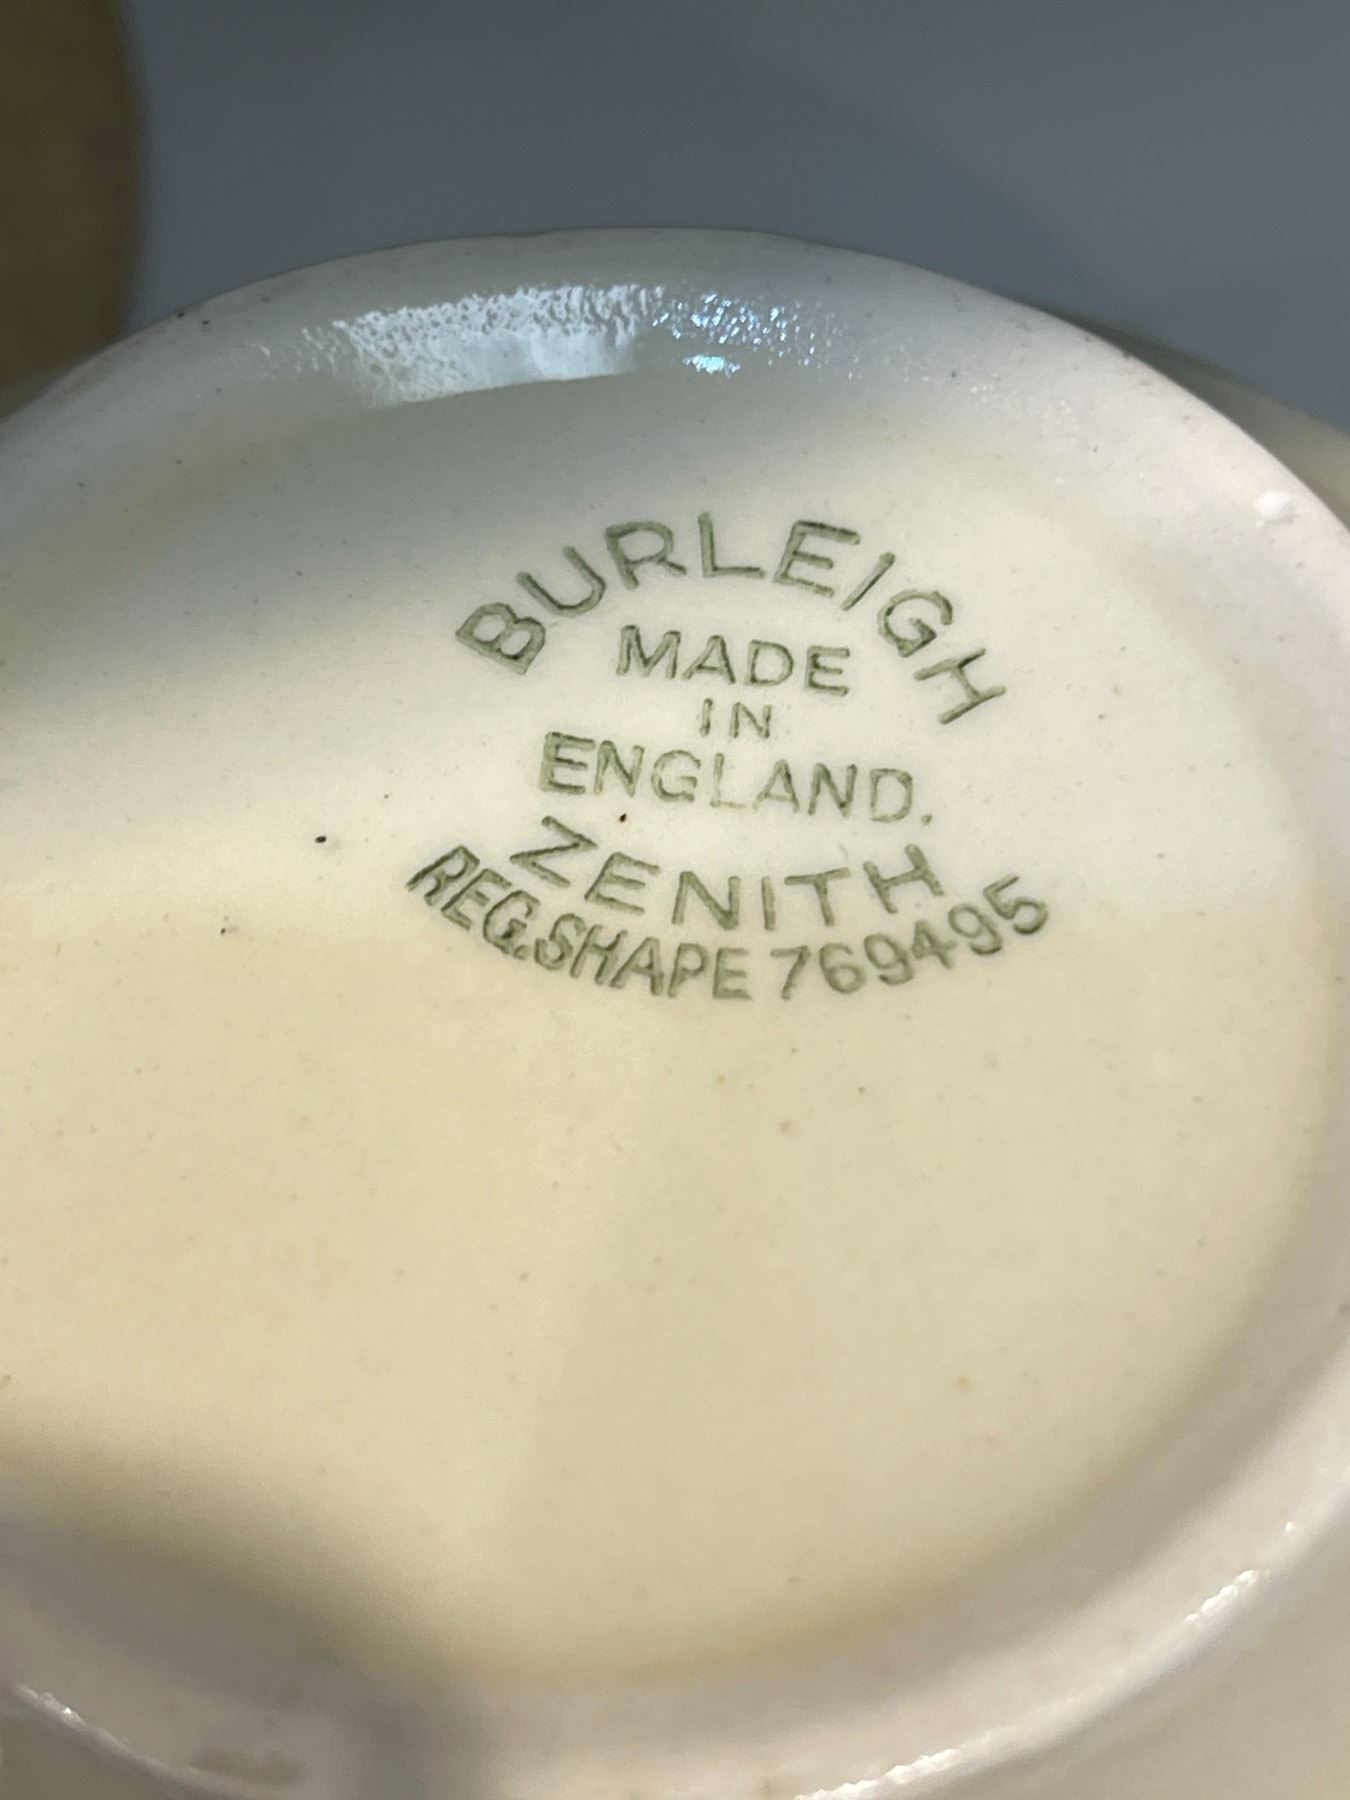 BURLEIGH
MADE
IN
ENGLAND.
ZENITH
REG.SHAPE 769495